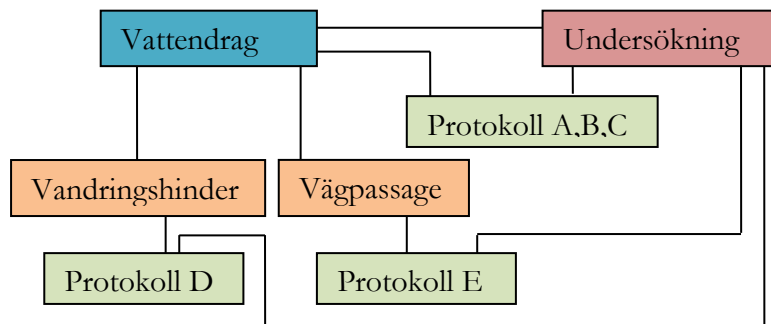 Vattendrag
Undersökning
Protokoll A,B,C
Vandringshinder
Vägpassage
Protokoll D
Protokoll E